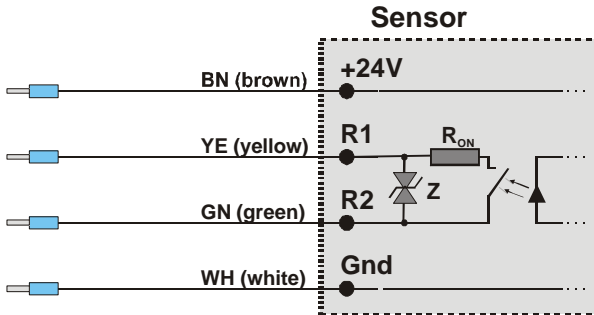 Sensor
BN (brown)
+24V
YE (yellow)
R1
RON
Z
GN (green)
R2
WH (white)
Gnd